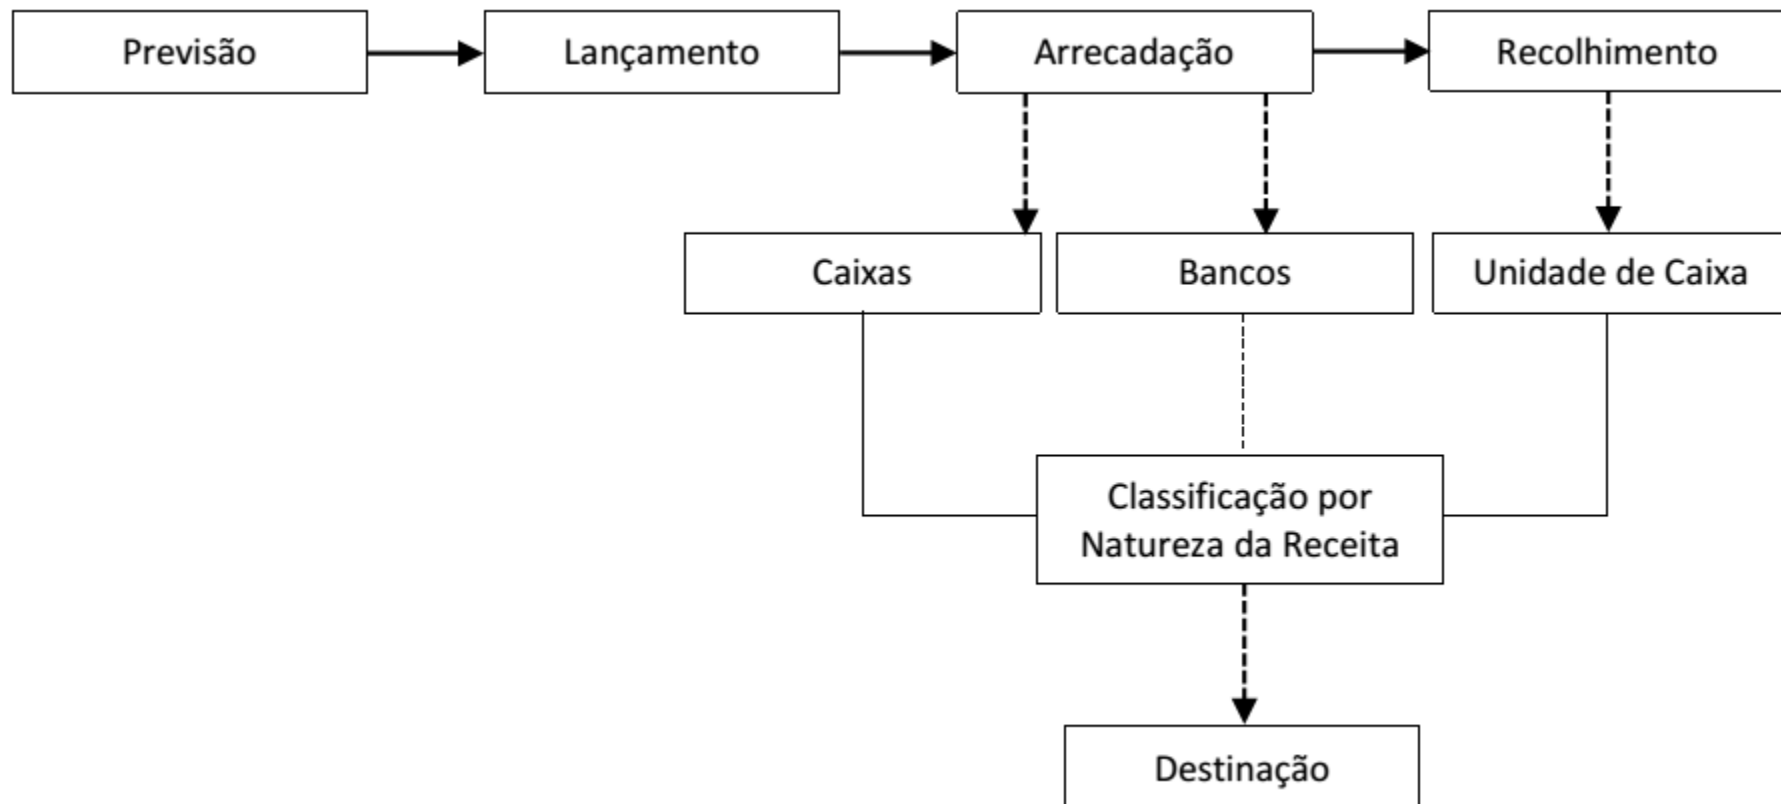 Previsão
Lançamento
Arrecadação
Recolhimento
Caixas
Bancos
Unidade de Caixa
Classificação por
Natureza da Receita
Destinação